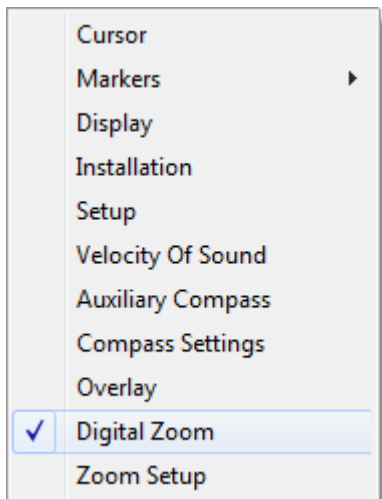 Cursor
Markers
Display
Installation
Setup
Velocity Of Sound
Auxiliary Compass
Compass Settings
Overlay
Digital Zoom
Zoom Setup